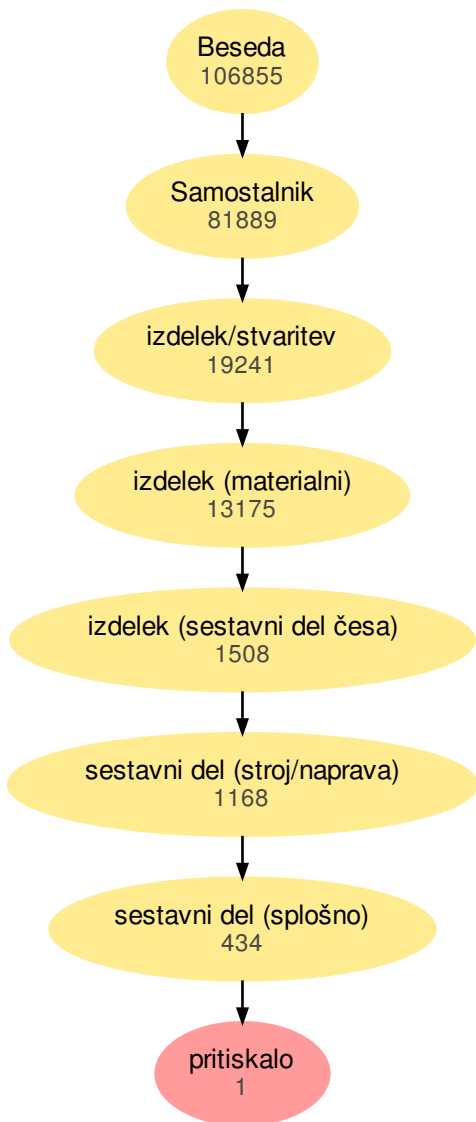 Beseda
106855
Samostalnik
81889
izdelek/stvaritev
19241
izdelek (materialni)
13175
izdelek (sestavni del česa)
1508
sestavni del (stroj/naprava)
1168
sestavni del (splošno)
434
pritiskalo
1